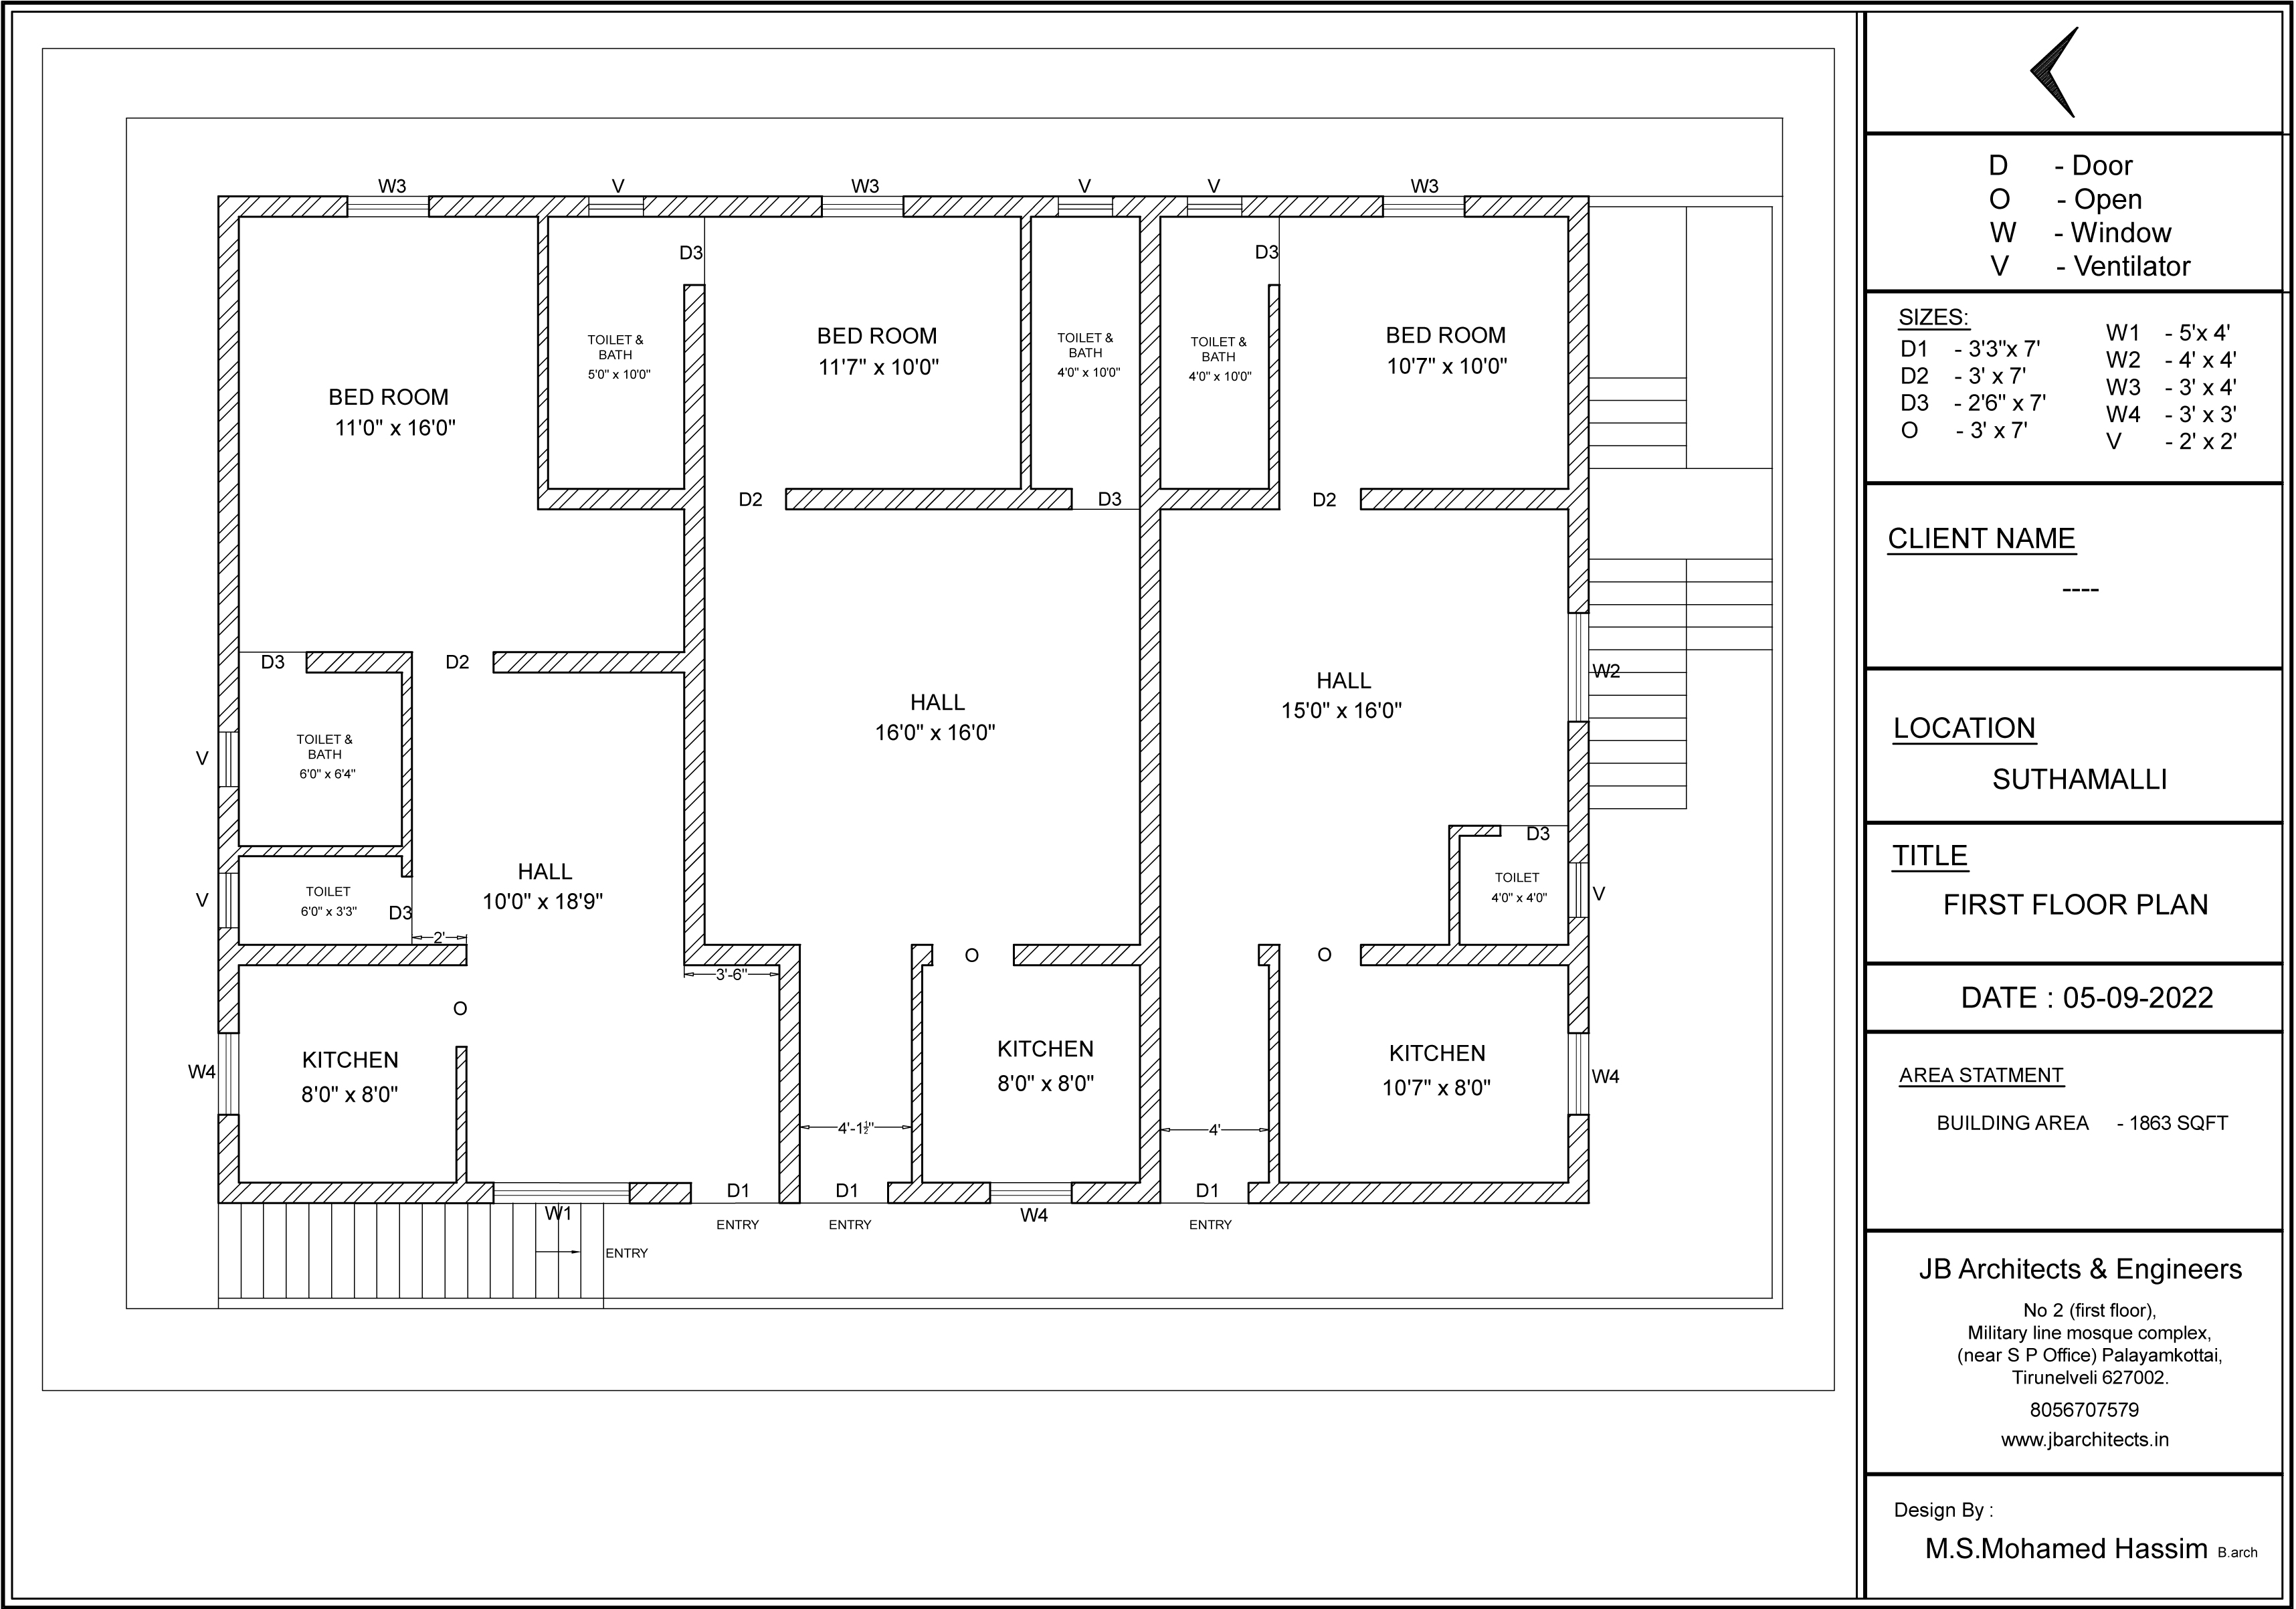 W3
V
W3
V
V
W3
D3
D3
TOILET &
BATH
5'0" x 10'0"
BED ROOM
11'7" x 10'0"
TOILET &
BATH
4'0" x 10'0"
TOILET &
BATH
4'0" x 10'0"
BED ROOM
10'7" x 10'0"
BED ROOM
11'0" x 16'0"
D2
D3
D2
D3
D2
W2
HALL
16'0" x 16'0"
HALL
15'0" x 16'0"
V
TOILET &
BATH
6'0" x 6'4"
D3
HALL
10'0" x 18'9"
TOILET
4'0" x 4'0"
V
V
TOILET
6'0" x 3'3"
D3
2'
3'-6"
O
O
O
W4
KITCHEN
8'0" x 8'0"
KITCHEN
8'0" x 8'0"
KITCHEN
10'7" x 8'0"
W4
4'-1½"
4'
D1
D1
D1
W1
W4
ENTRY
ENTRY
ENTRY
ENTRY
D - Door
O - Open
W - Window
V - Ventilator
SIZES:
D1 - 3'3"x 7'
D2 - 3' x 7'
D3 - 2'6" x 7'
O - 3' x 7'
W1 - 5'x 4'
W2 - 4' x 4'
W3 - 3' x 4'
W4 - 3' x 3'
V - 2' x 2'
CLIENT NAME
----
LOCATION
SUTHAMALLI
TITLE
FIRST FLOOR PLAN
DATE : 05-09-2022
AREA STATMENT
BUILDING AREA - 1863 SQFT
JB Architects & Engineers
No 2 (first floor),
Military line mosque complex,
(near S P Office) Palayamkottai,
Tirunelveli 627002.
8056707579
www.jbarchitects.in
Design By :
M.S.Mohamed Hassim B.arch